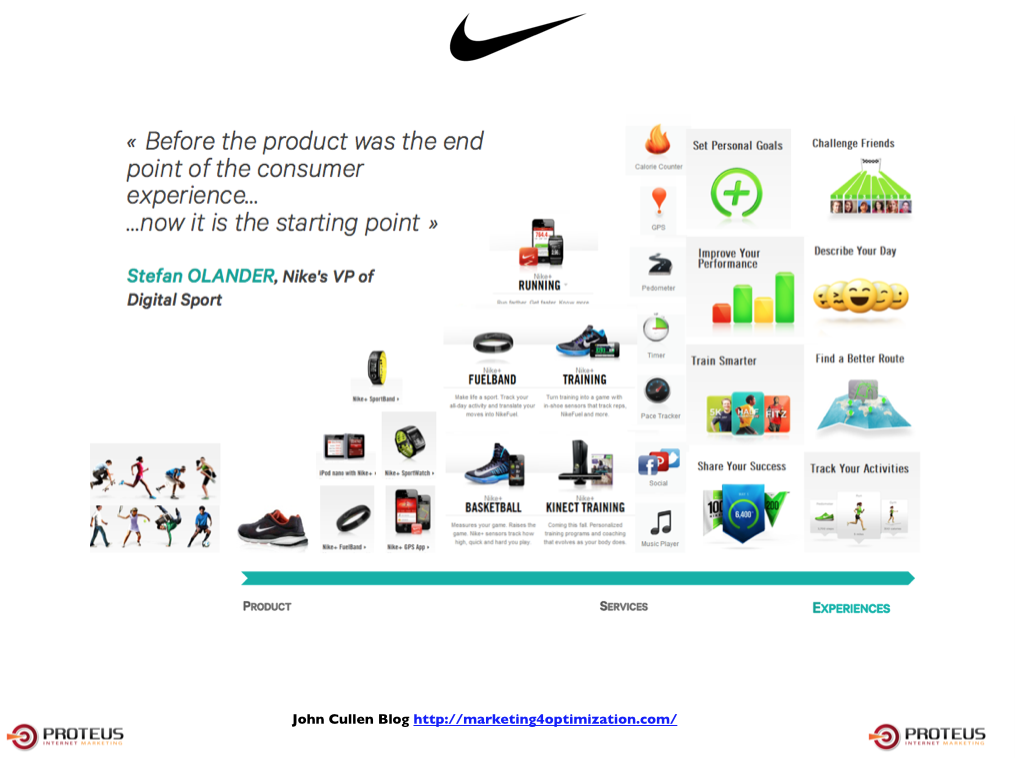 « Before the product was the end
point of the consumer
experience...
...now it is the starting point »
Stefan OLANDER, Nike's VP of
Digital Sport
Nike+ SportBand ›
iPod nano with Nike+ ›
Nike+ SportWatch ›
Nike+ FuelBand ›
Nike+ GPS App ›
Nike+
RUNNING
Run farther. Get faster. Know more.
Nike+
FUELBAND
Make life a sport. Track your
all-day activity and translate your
moves into NikeFuel
Nike+
TRAINING
Turn training into a game with
in-shoe sensors that track reps,
NikeFuel and more.
Nike+
BASKETBALL
Measures your game. Raises the
game. Nike+ sensors track how
high, quick and hard you play.
Nike+
KINECT TRAINING
Coming this fall. Personalized
training programs and coaching
that evolves as your body does.
Calorie Counter
GPS
Pedometer
Timer
Pace Tracker
Social
Music Player
Set Personal Goals
Improve Your
Performance
Train Smarter
Share Your Success
6,400
Challenge Friends
Describe Your Day
Find a Better Route
Track Your Activities
PRODUCT
SERVICES
EXPERIENCES
John Cullen Blog http://marketing4optimization.com/
PROTEUS
INTERNET MARKETING
PROTEUS
INTERNET MARKETING